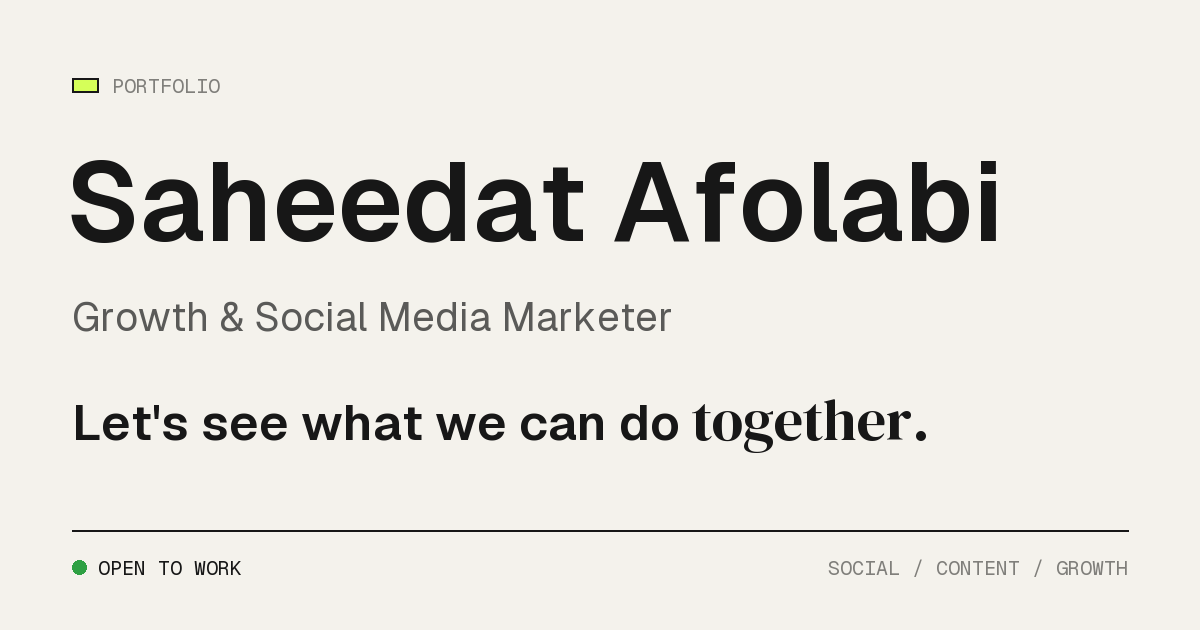 PORTFOLIO
Saheedat Afolabi
Growth & Social Media Marketer
Let's see what we can do together.
OPEN TO WORK
SOCIAL / CONTENT / GROWTH